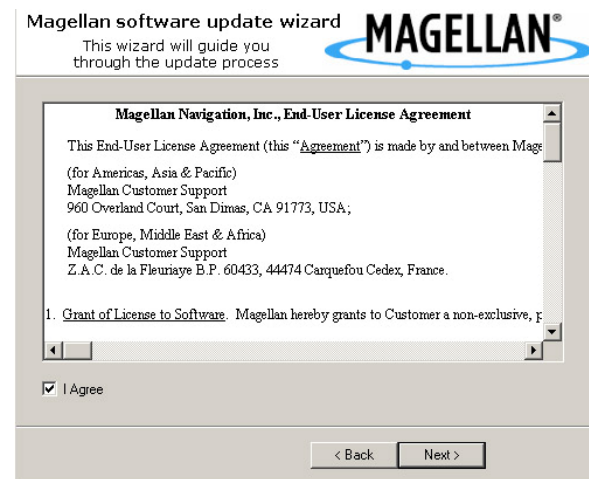 Magellan software update wizard
This wizard will guide you
through the update process
MAGELLAN®
Magellan Navigation, Inc., End-User License Agreement
This End-User License Agreement (this “Agreement”) is made by and between Mage
(for Americas, Asia & Pacific)
Magellan Customer Support
960 Overland Court, San Dimas, CA 91773, USA;
(for Europe, Middle East & Africa)
Magellan Customer Support
Z.A.C. de la Fleuriaye B.P. 60433, 44474 Carquefou Cedex, France.
1. Grant of License to Software. Magellan hereby grants to Customer a non-exclusive, p
I Agree
< Back
Next >